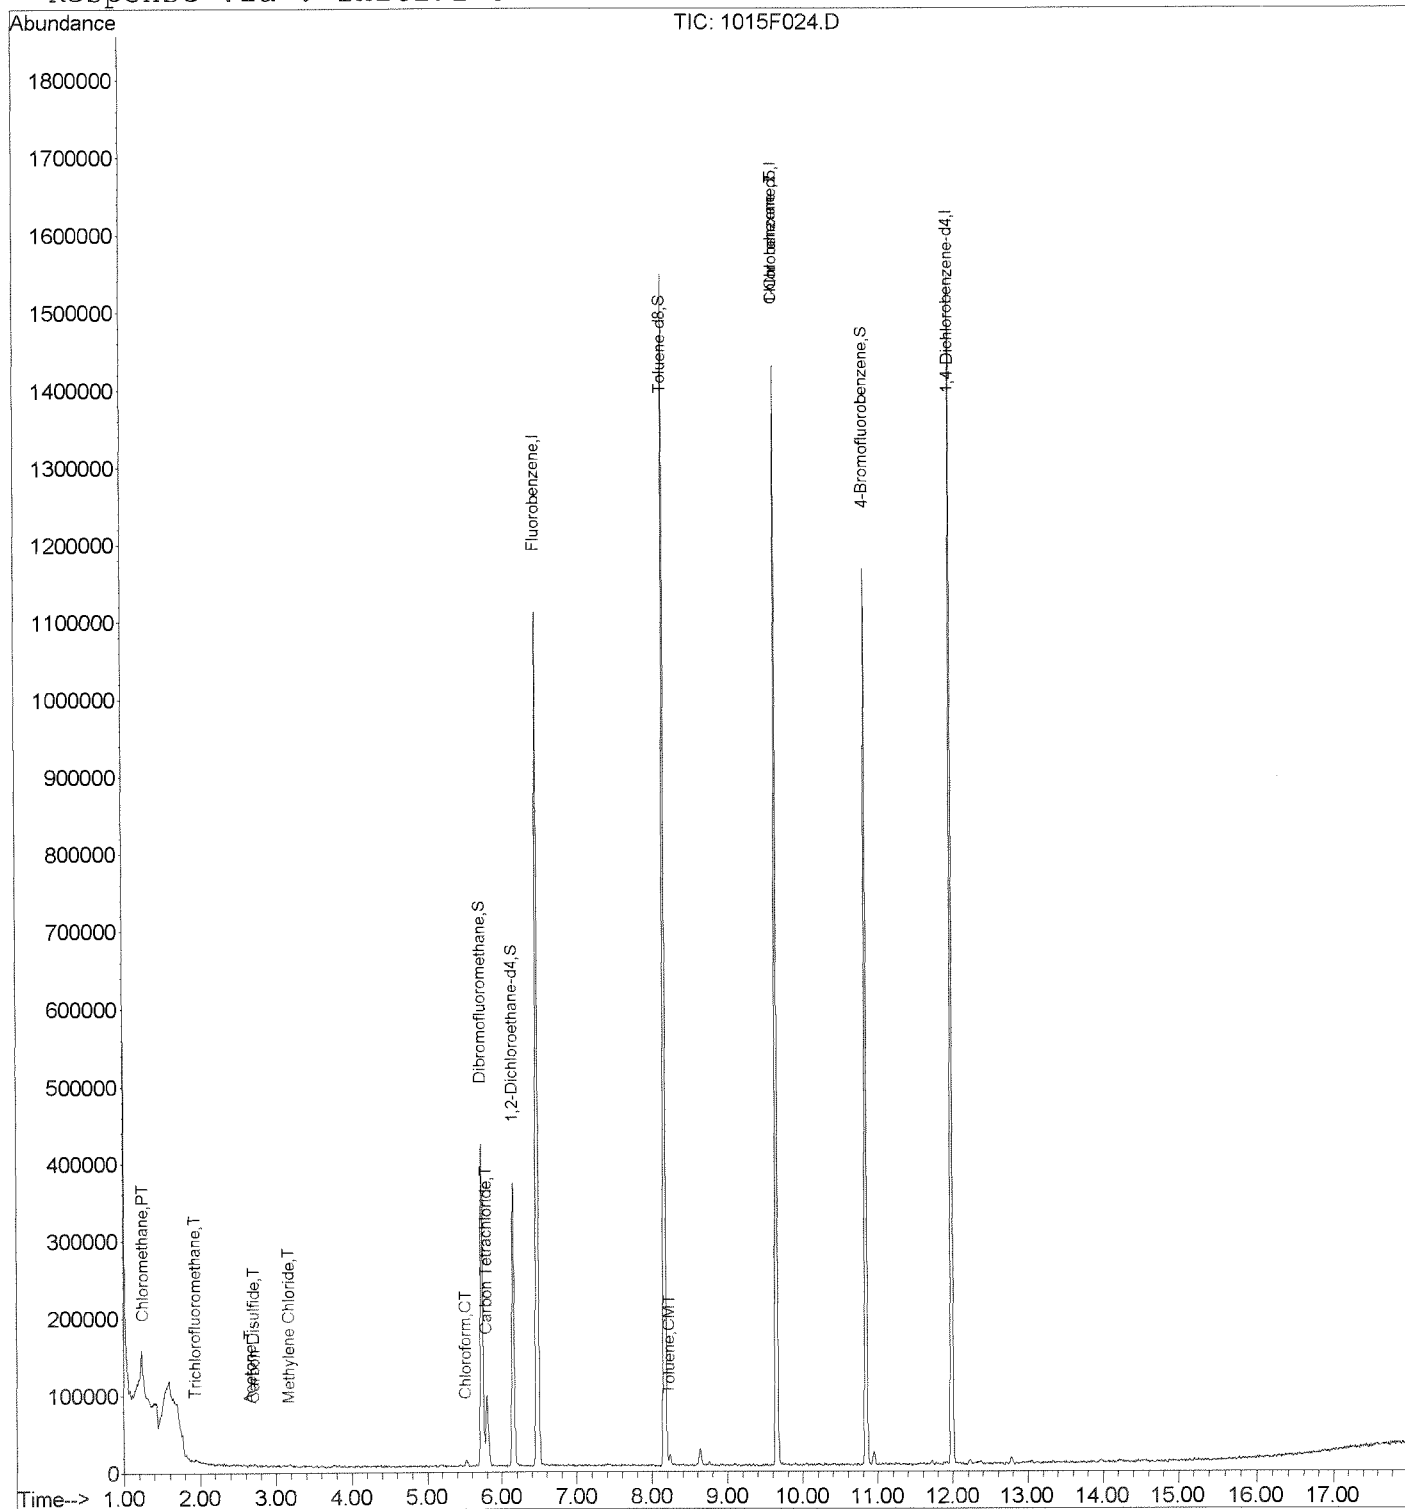 Abundance
TIC: 1015F024.D
1800000
1700000
1600000
1500000
1400000
1300000
1200000
1100000
1000000
900000
800000
700000
600000
500000
400000
300000
200000
100000
0
Chloromethane,PT
Trichlorofluoromethane,T
Acetone,T
Carbon Disulfide,T
Methylene Chloride,T
Chloroform,CT
Dibromofluoromethane,S
Carbon Tetrachloride,T
1,2-Dichloroethane-d4,S
Fluorobenzene,I
Toluene-d8,S
Toluene,CMT
4-Bromofluorobenzene,S
1,4-Dichlorobenzene-d4,I
Time--> 1.00 2.00 3.00 4.00 5.00 6.00 7.00 8.00 9.00 10.00 11.00 12.00 13.00 14.00 15.00 16.00 17.00